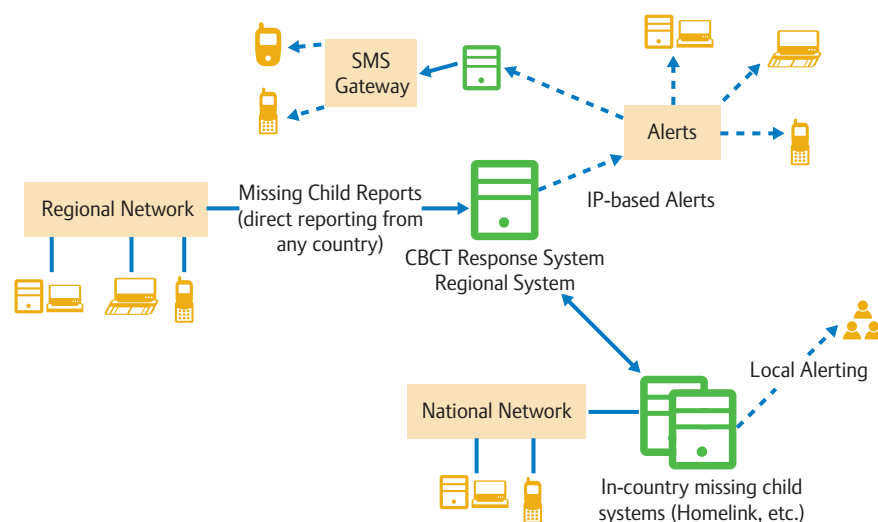 SMS
Gateway
Alerts
Regional Network
Missing Child Reports
(direct reporting from
any country)
IP-based Alerts
CBCT Response System
Regional System
Local Alerting
National Network
In-country missing child
systems (Homelink, etc.)